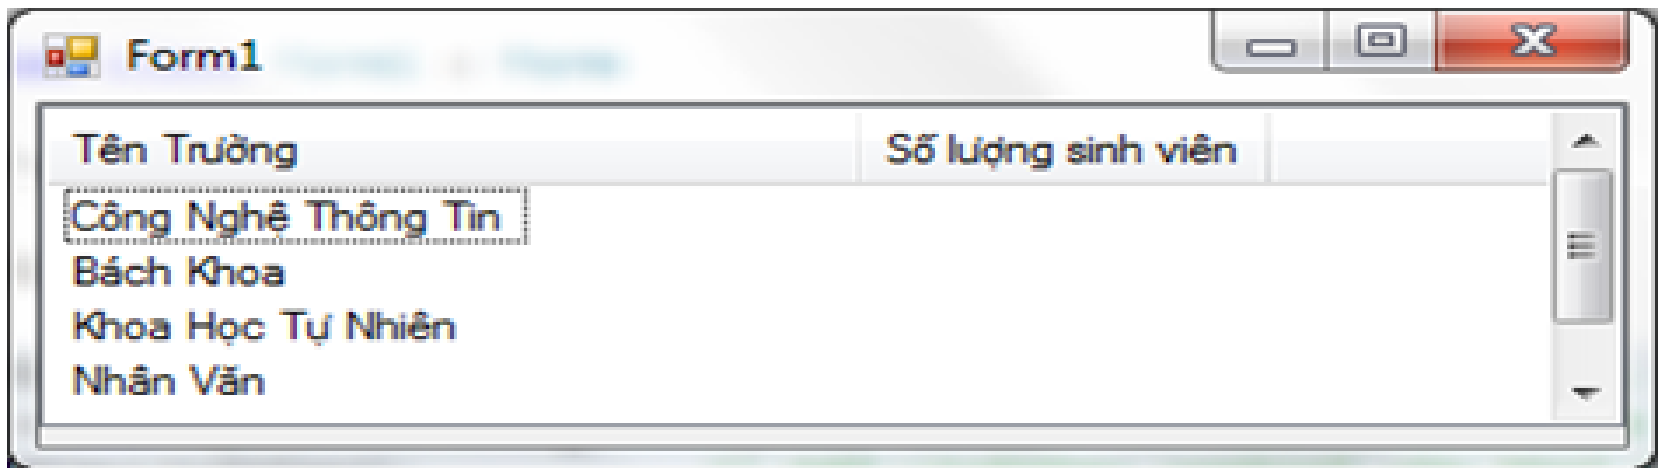 Form1
Tên Trường Số lượng sinh viên
Công Nghệ Thông Tin
Bách Khoa
Khoa Học Tự Nhiên
Nhân Văn